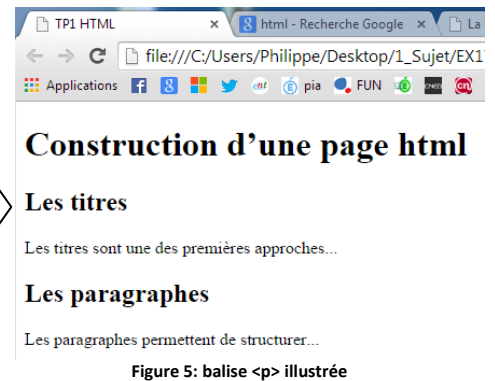 TP1 HTML × html - Recherche Google × La
file:///C:/Users/Philippe/Desktop/1_Sujet/EX1
Applications pia FUN
Construction d’une page html
Les titres
Les titres sont une des premières approches...
Les paragraphes
Les paragraphes permettent de structurer...
Figure 5: balise <p> illustrée